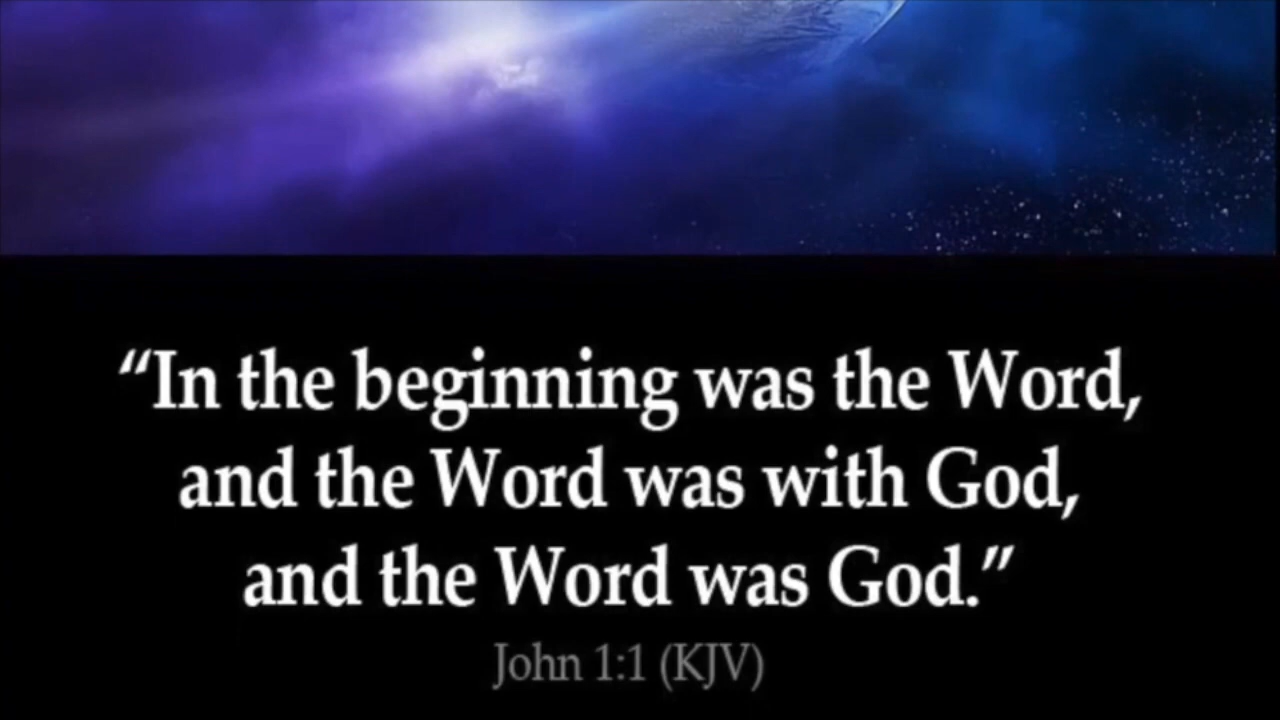 “In the beginning was the Word,
and the Word was with God,
and the Word was God.”
John 1:1 (KJV)